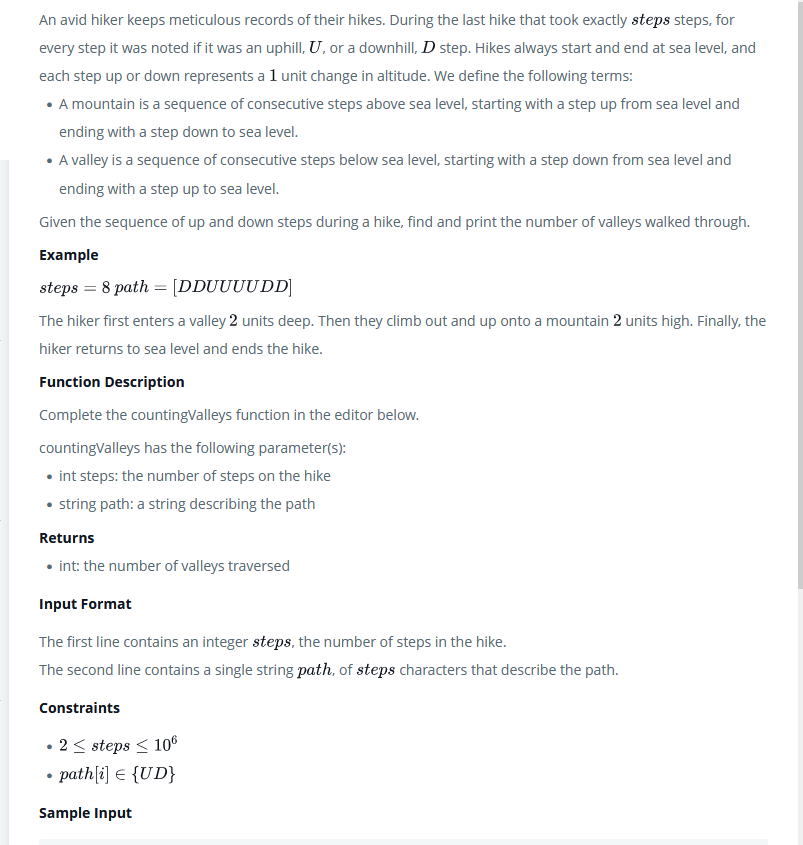 An avid hiker keeps meticulous records of their hikes. During the last hike that took exactly steps steps, for
every step it was noted if it was an uphill, U, or a downhill, D step. Hikes always start and end at sea level, and
each step up or down represents a 1 unit change in altitude. We define the following terms:
• A mountain is a sequence of consecutive steps above sea level, starting with a step up from sea level and
ending with a step down to sea level.
• A valley is a sequence of consecutive steps below sea level, starting with a step down from sea level and
ending with a step up to sea level.
Given the sequence of up and down steps during a hike, find and print the number of valleys walked through.
Example
steps = 8 path = [DDUUUUDD]
The hiker first enters a valley 2 units deep. Then they climb out and up onto a mountain 2 units high. Finally, the
hiker returns to sea level and ends the hike.
Function Description
Complete the countingValleys function in the editor below.
countingValleys has the following parameter(s):
• int steps: the number of steps on the hike
• string path: a string describing the path
Returns
• int: the number of valleys traversed
Input Format
The first line contains an integer steps, the number of steps in the hike.
The second line contains a single string path, of steps characters that describe the path.
Constraints
• 2 ≤ steps ≤ 10⁶
• path[i] ∈ {UD}
Sample Input